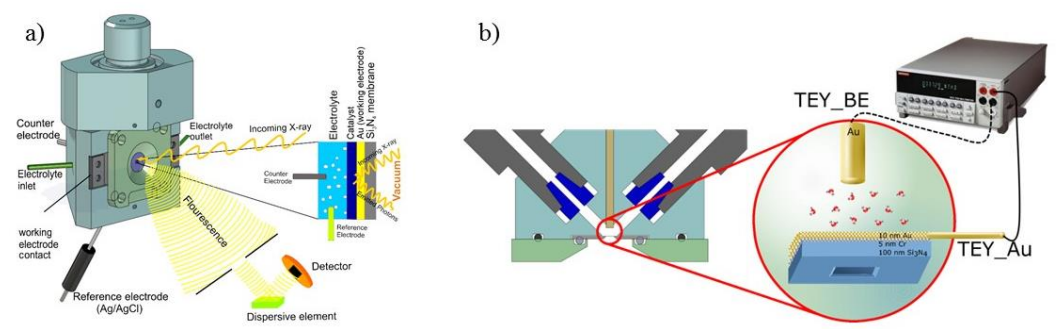 a)
Counter
electrode
Electrolyte
inlet
working
electrode
contact
Reference electrode
(Ag/AgCl)
Electrolyte
outlet
Incoming X-ray
Flourescence
Detector
Dispersive element
Electrolyte
Catalyst
Au (working electrode)
Si3N4 membrane
Counter
Electrode
Reference
Electrode
Incoming X-ray
Emitted Photons
Vacuum
b)
TEY_BE
Au
10 nm Au
5 nm Cr
100 nm Si3N4
TEY_Au